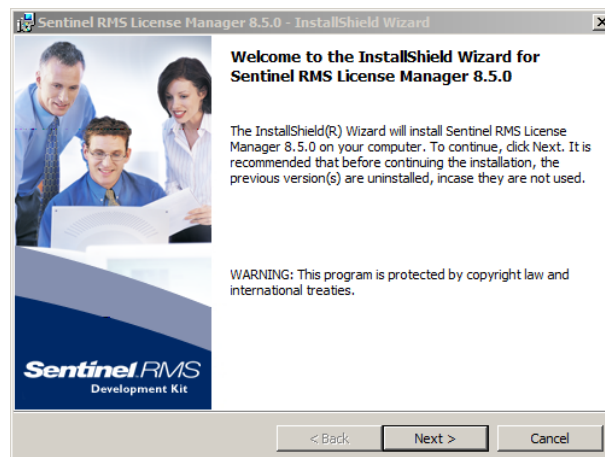 Sentinel RMS License Manager 8.5.0 - InstallShield Wizard
Welcome to the InstallShield Wizard for
Sentinel RMS License Manager 8.5.0
The InstallShield(R) Wizard will install Sentinel RMS License
Manager 8.5.0 on your computer. To continue, click Next. It is
recommended that before continuing the installation, the
previous version(s) are uninstalled, incase they are not used.
WARNING: This program is protected by copyright law and
international treaties.
Sentinel RMS
Development Kit
< Back
Next >
Cancel